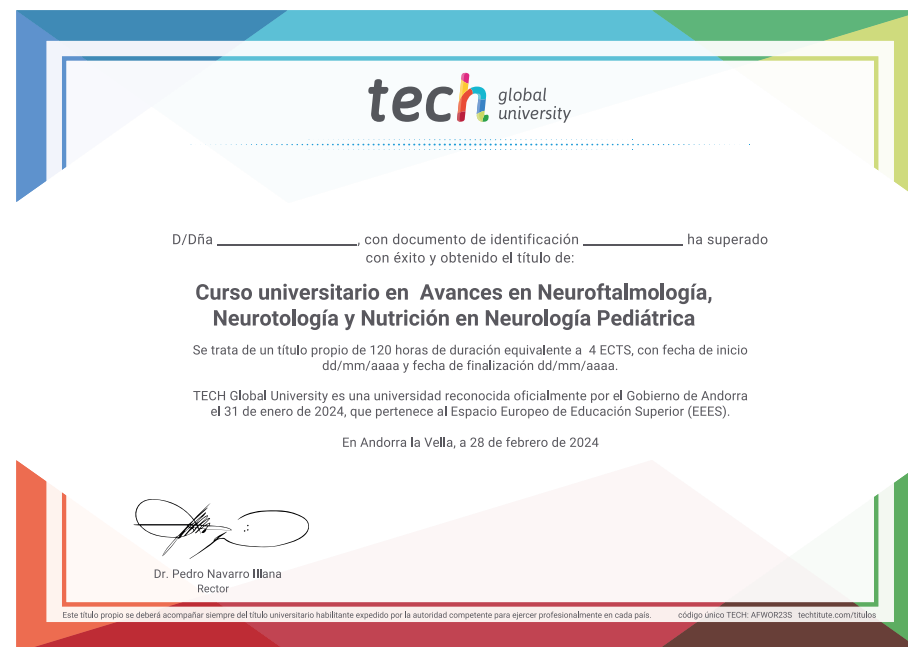 tech global university
D/Dña ________________, con documento de identificación ____________ ha superado
con éxito y obtenido el título de:
Curso universitario en Avances en Neuroftalmología,
Neurotología y Nutrición en Neurología Pediátrica
Se trata de un título propio de 120 horas de duración equivalente a 4 ECTS, con fecha de inicio
dd/mm/aaaa y fecha de finalización dd/mm/aaaa.
TECH Global University es una universidad reconocida oficialmente por el Gobierno de Andorra
el 31 de enero de 2024, que pertenece al Espacio Europeo de Educación Superior (EEES).
En Andorra la Vella, a 28 de febrero de 2024
Dr. Pedro Navarro Illana
Rector
Este título propio se deberá acompañar siempre del título universitario habilitante expedido por la autoridad competente para ejercer profesionalmente en cada país. código único TECH: AFWOR23S techtitute.com/titulos